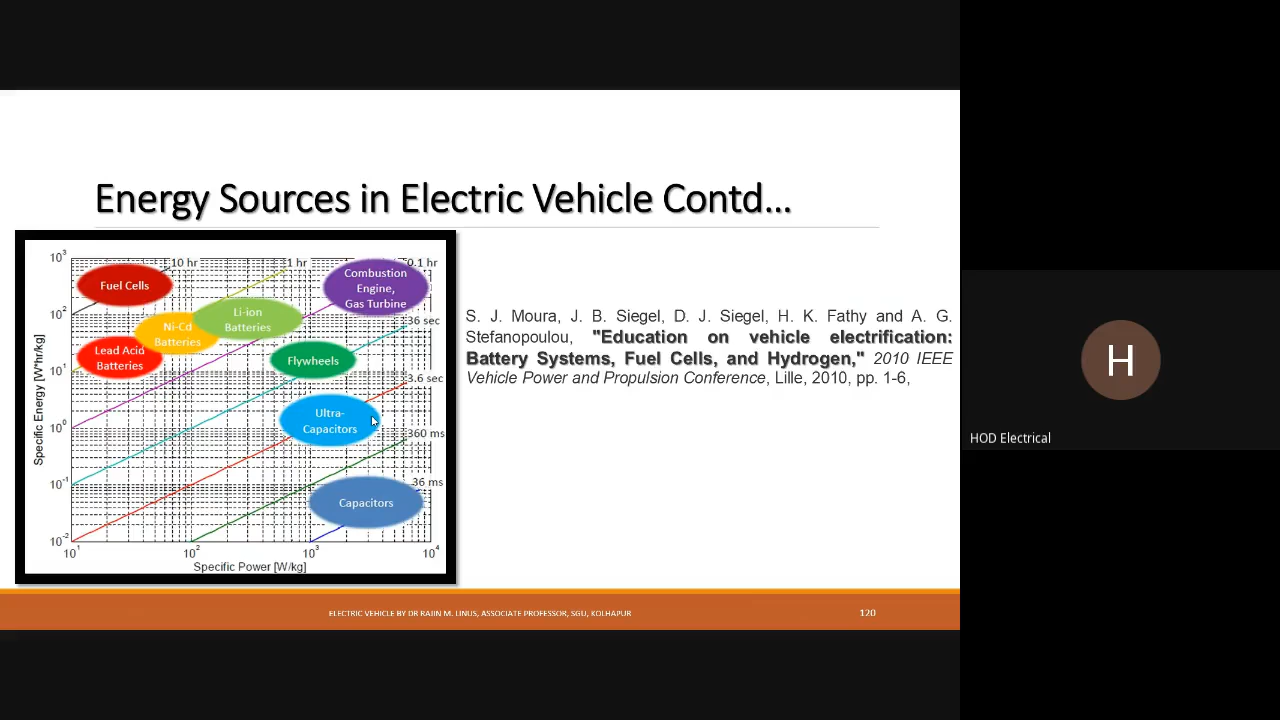 Energy Sources in Electric Vehicle Contd...
10³
10 hr
1 hr
0.1 hr
Fuel Cells
Combustion
Engine,
Gas Turbine
10²
Li-ion
Batteries
36 sec
Ni-Cd
Batteries
Lead Acid
Batteries
Flywheels
10¹
3.6 sec
Ultra-
Capacitors
10⁰
360 ms
10⁻¹
36 ms
Capacitors
10⁻²
10¹
10²
10³
10⁴
Specific Energy [W*hr/kg]
Specific Power [W/kg]
S. J. Moura, J. B. Siegel, D. J. Siegel, H. K. Fathy and A. G.
Stefanopoulou, "Education on vehicle electrification:
Battery Systems, Fuel Cells, and Hydrogen," 2010 IEEE
Vehicle Power and Propulsion Conference, Lille, 2010, pp. 1-6,
ELECTRIC VEHICLE BY DR RAJIN M. LINUS, ASSOCIATE PROFESSOR, SGU, KOLHAPUR
120
H
HOD Electrical